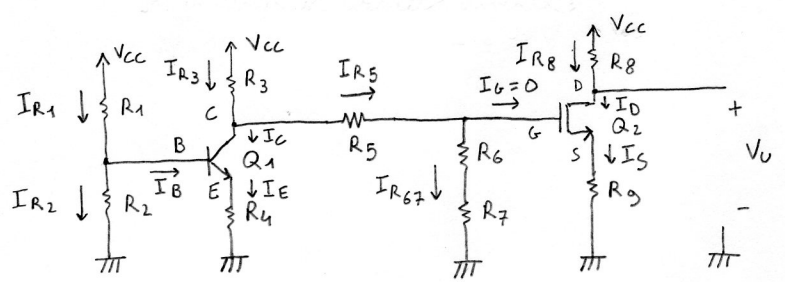 VCC
VCC
VCC
IR1
R1
IR3
R3
IR5
R5
IR8
R8
IG=0
D
ID
Q2
+
C
IC
B
IB
Q1
E
IE
R4
IR2
R2
R6
IR67
R7
G
S
IS
R9
VU
-